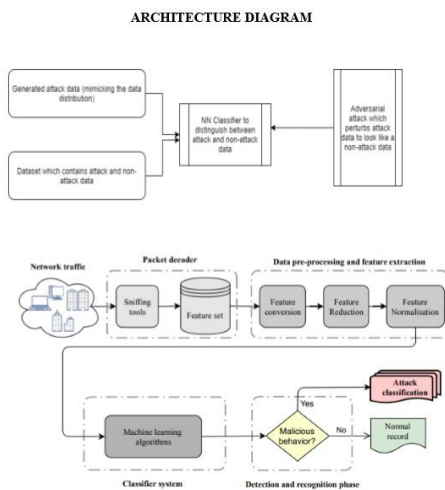 ARCHITECTURE DIAGRAM
Generated attack data (mimicking the data
distribution)
Dataset which contains attack and non-
attack data
NN Classifier to
distinguish between
attack and non-attack
data
Adversarial
attack which
perturbs attack
data to look like a
non-attack data
Network traffic
Packet decoder
Data pre-processing and feature extraction
Sniffing
tools
Feature set
Feature
conversion
Feature
Reduction
Feature
Normalisation
Machine learning
algorithms
Classifier system
Malicious
behavior?
Yes
No
Attack
classification
Normal
record
Detection and recognition phase